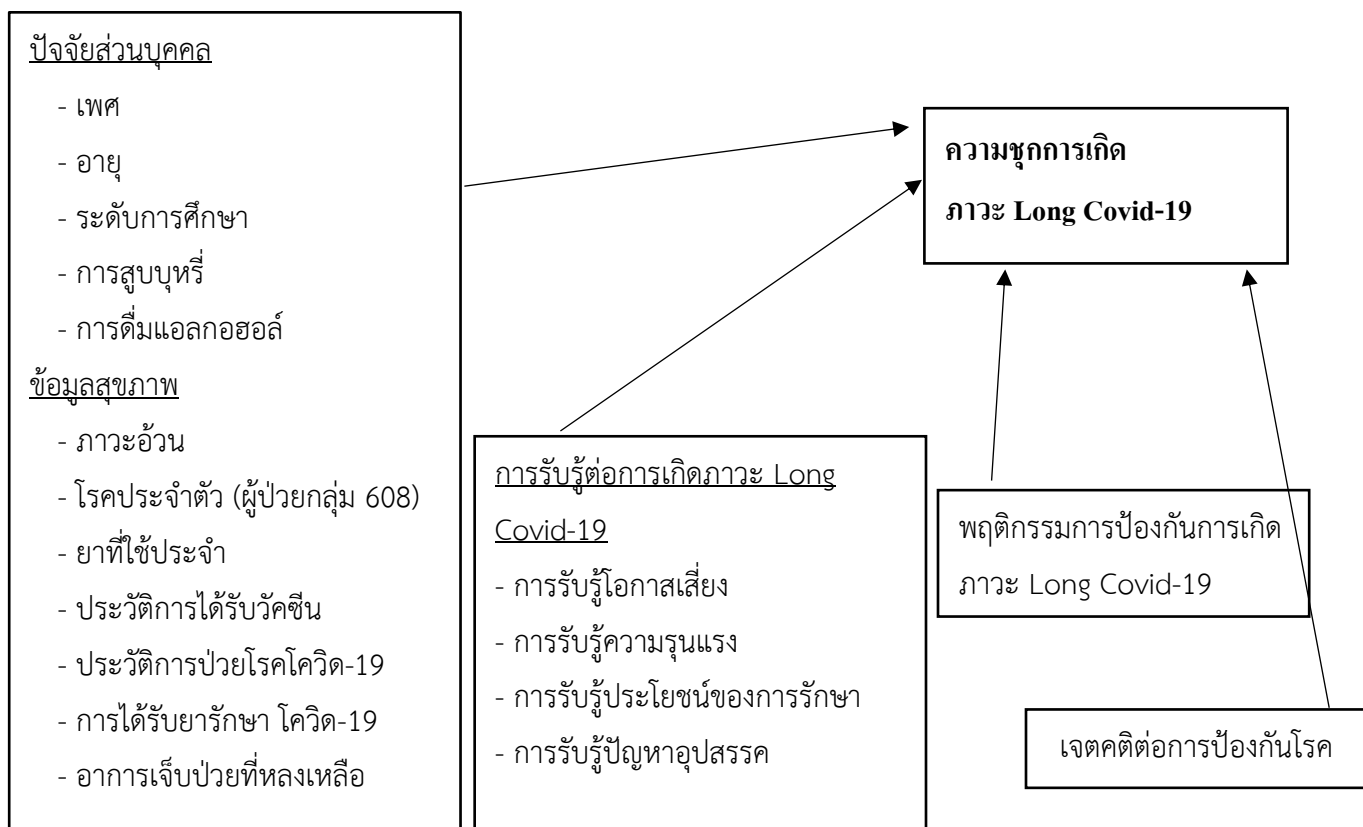 ปัจจัยส่วนบุคคล
- เพศ
- อายุ
- ระดับการศึกษา
- การสูบบุหรี่
- การดื่มแอลกอฮอล์
ข้อมูลสุขภาพ
- ภาวะอ้วน
- โรคประจำตัว (ผู้ป่วยกลุ่ม 608)
- ยาที่ใช้ประจำ
- ประวัติการได้รับวัคซีน
- ประวัติการป่วยโรคโควิด-19
- การได้รับยารักษา โควิด-19
- อาการเจ็บป่วยที่หลงเหลือ
การรับรู้ต่อการเกิดภาวะ Long
Covid-19
- การรับรู้โอกาสเสี่ยง
- การรับรู้ความรุนแรง
- การรับรู้ประโยชน์ของการรักษา
- การรับรู้ปัญหาอุปสรรค
ความชุกการเกิด
ภาวะ Long Covid-19
พฤติกรรมการป้องกันการเกิด
ภาวะ Long Covid-19
เจตคติต่อการป้องกันโรค